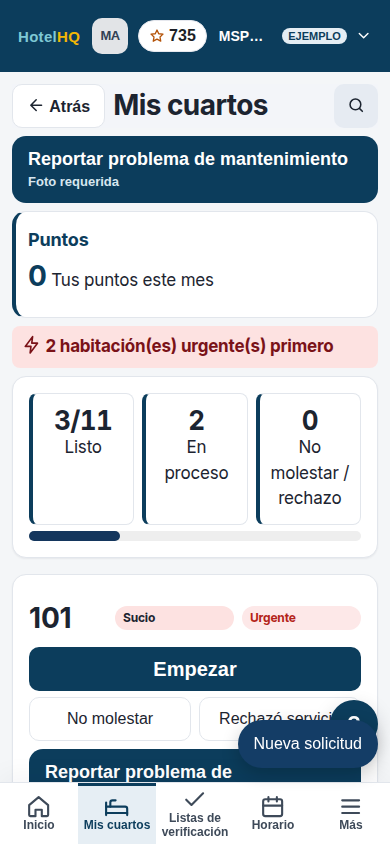 HotelHQ
MA
735
MSP...
EJEMPLO
Atrás
Mis cuartos
Reportar problema de mantenimiento
Foto requerida
Puntos
0 Tus puntos este mes
2 habitación(es) urgente(s) primero
3/11
Listo
2
En
proceso
0
No
molestar /
rechazo
101
Sucio
Urgente
Empezar
No molestar
Rechazó
Nueva solicitud
Reportar problema de
Inicio
Mis cuartos
Listas de
verificación
Horario
Más